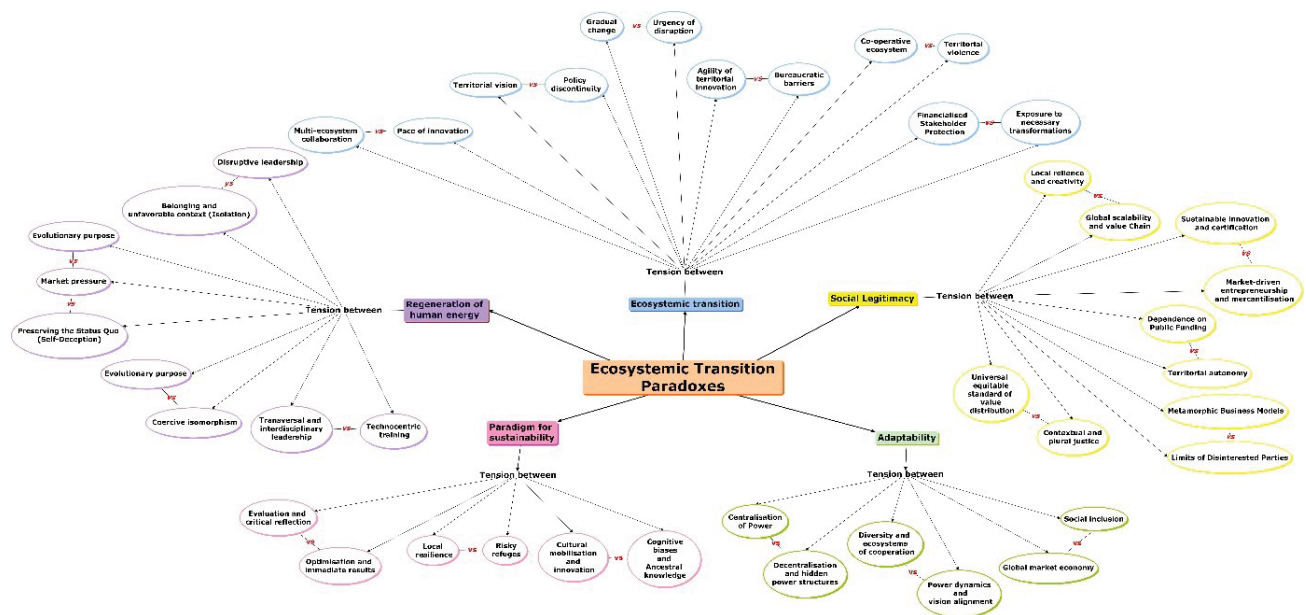 Gradual
change
vs
Urgency of
disruption
Co-operative
ecosystem
vs
Territorial
violence
Territorial vision
vs
Policy
discontinuity
Agility of
territorial
innovation
vs
Bureaucratic
barriers
Multi-ecosystem
collaboration
vs
Pace of innovation
Financialised
Stakeholder
Protection
vs
Exposure to
necessary
transformations
Disruptive leadership
vs
Belonging and
unfavorable context (Isolation)
Evolutionary purpose
vs
Market pressure
vs
Preserving the Status Quo
(Self-Deception)
Evolutionary purpose
vs
Coercive isomorphism
Transversal and
interdisciplinary
leadership
vs
Technocentric
training
Tension between
Regeneration of
human energy
Tension between
Ecosystemic transition
Social Legitimacy
Tension between
Local reliance
and creativity
vs
Global scalability
and value Chain
Sustainable innovation
and certification
vs
Market-driven
entrepreneurship
and mercantilisation
Dependence on
Public Funding
vs
Territorial autonomy
Metamorphic Business Models
vs
Limits of Disinterested Parties
Universal
equitable
standard of
value
distribution
vs
Contextual and
plural justice
Ecosystemic Transition
Paradoxes
Paradigm for
sustainability
Tension between
Evaluation and
critical reflection
vs
Optimisation and
immediate results
Local
resilience
vs
Risky
refuges
Cultural
mobilisation
and
innovation
vs
Cognitive
biases
and
Ancestral
knowledge
Adaptability
Tension between
Centralisation
of Power
vs
Decentralisation
and hidden
power structures
Diversity and
ecosystems
of cooperation
vs
Power dynamics
and
vision alignment
Social inclusion
vs
Global market economy